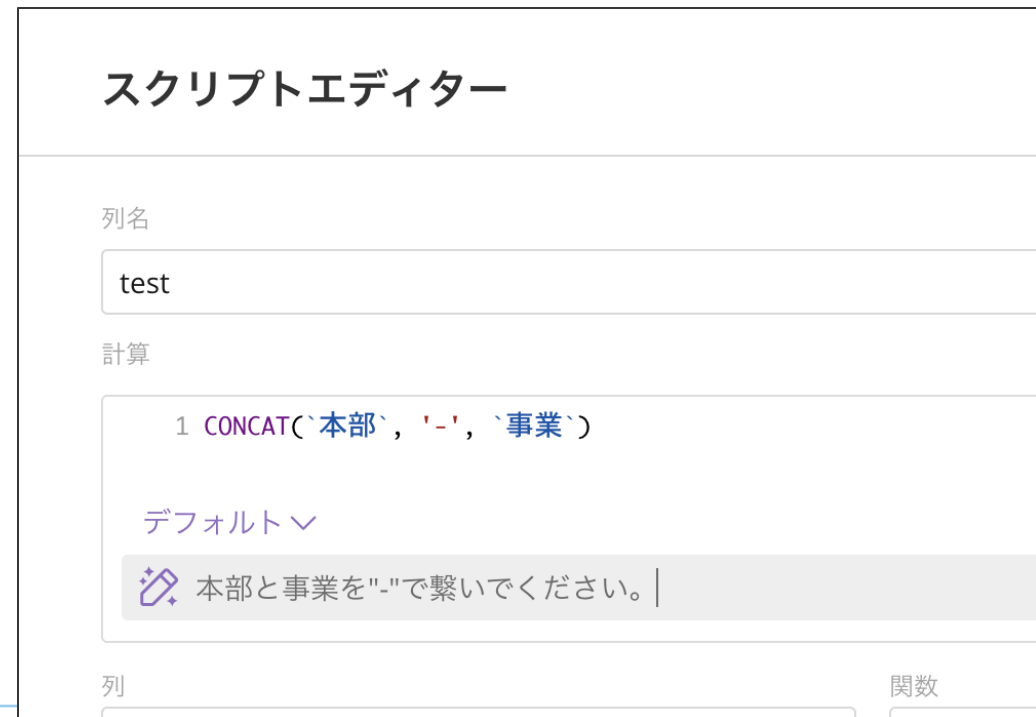 スクリプトエディター
列名
test
計算
1 CONCAT(`本部`, '-', `事業`)
デフォルト
本部と事業を"-"で繋いでください。
列
関数